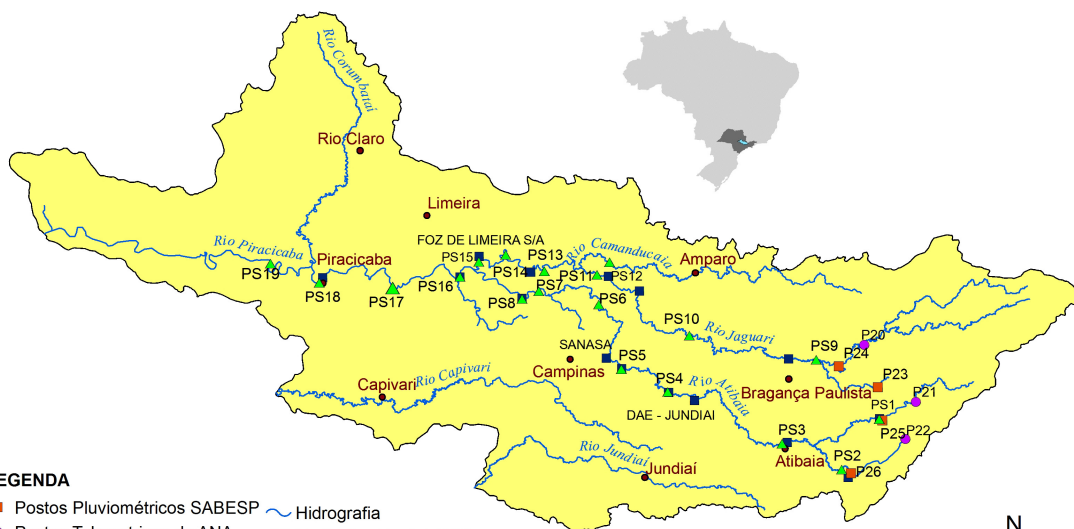 Rio Corumbataí
Rio Claro
Limeira
FOZ DE LIMEIRA S/A
Rio Camanducaia
Rio Piracicaba
Piracicaba
PS15
PS13
PS14
PS11
PS12
Amparo
PS19
PS18
PS17
PS16
PS8
PS7
PS6
PS10
Rio Jaguari
P20
PS9
P24
SANASA
PS5
Campinas
P23
Capivari
Rio Capivari
PS4
Rio Atibaia
Bragança Paulista
P21
PS1
DAE - JUNDIAI
PS3
P25
P22
Rio Jundiaí
Atibaia
PS2
P26
Jundiaí
EGENDA
Postos Pluviométricos SABESP
Hidrografia
N